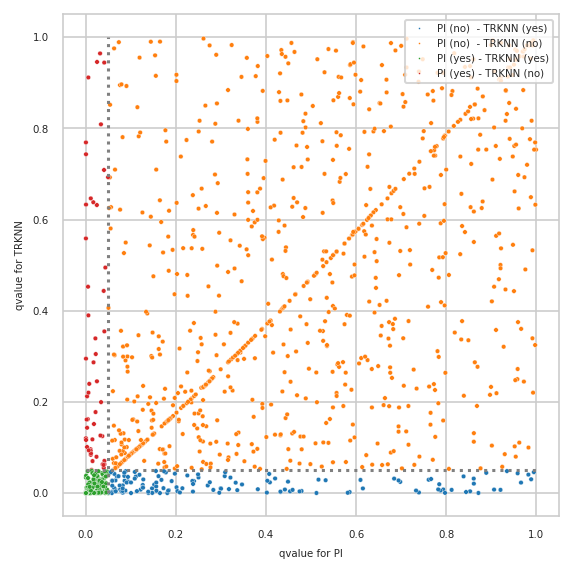 PI (no) - TRKNN (yes)
PI (no) - TRKNN (no)
PI (yes) - TRKNN (yes)
PI (yes) - TRKNN (no)
1.0
0.8
0.6
0.4
0.2
0.0
qvalue for TRKNN
0.0 0.2 0.4 0.6 0.8 1.0
qvalue for PI